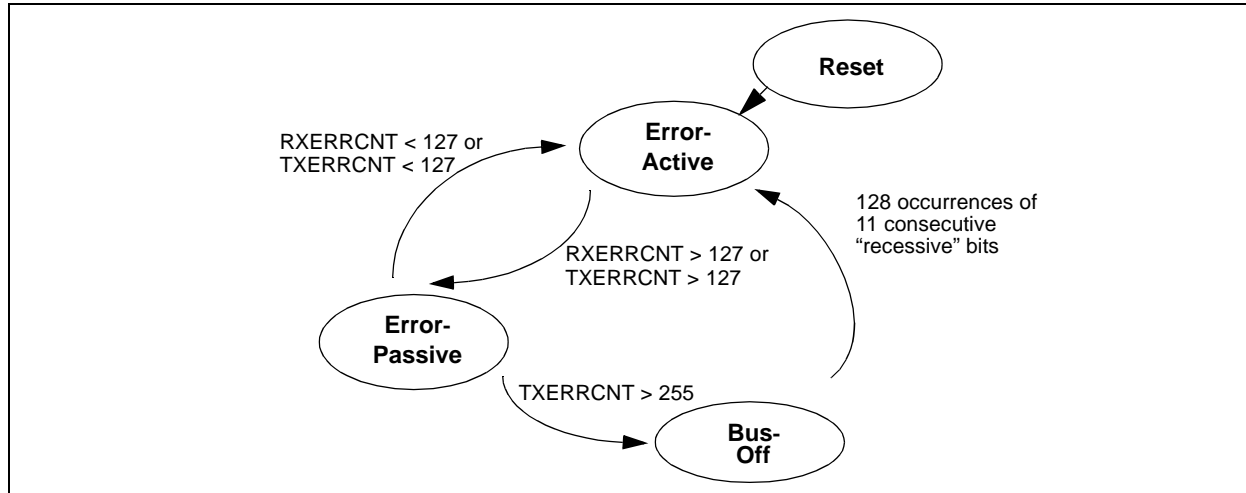 Reset
Error-
Active
RXERRCNT < 127 or
TXERRCNT < 127
128 occurrences of
11 consecutive
“recessive” bits
RXERRCNT > 127 or
TXERRCNT > 127
Error-
Passive
TXERRCNT > 255
Bus-
Off